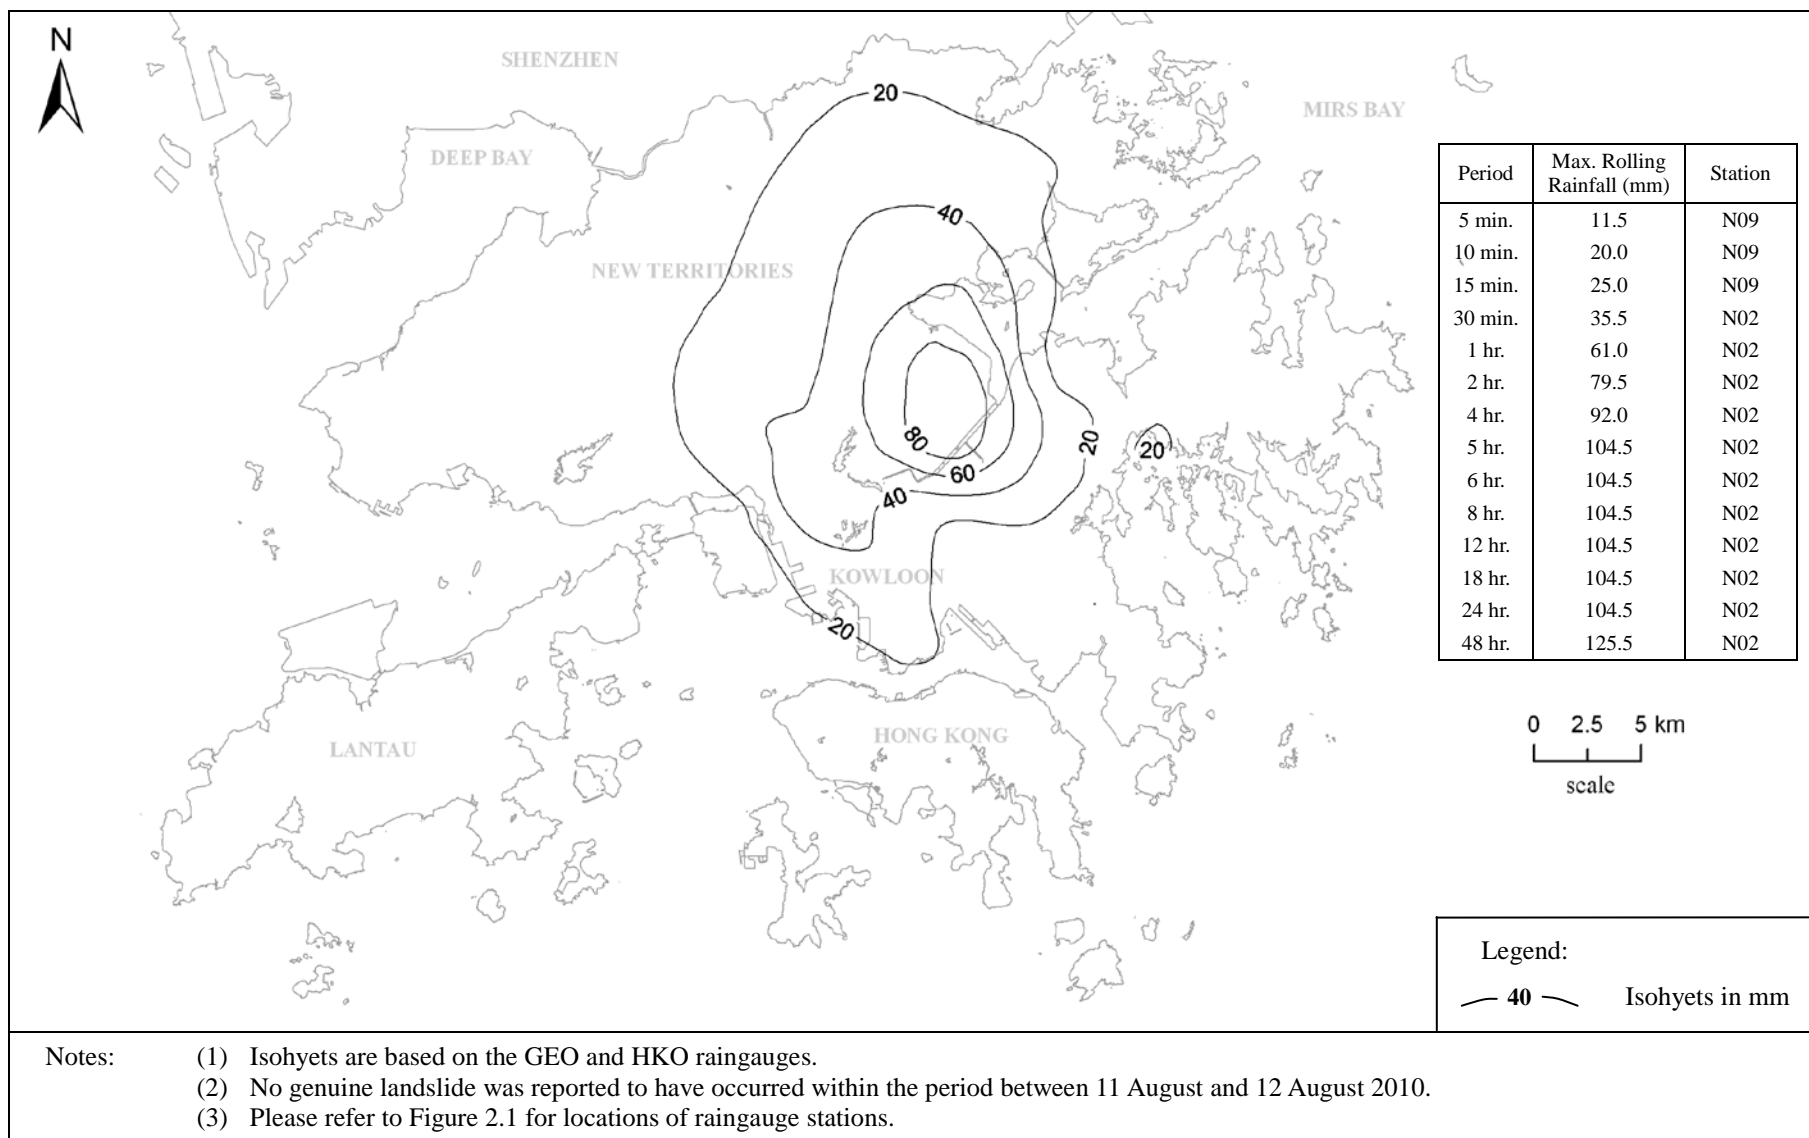 N
SHENZHEN
MIRS BAY
DEEP BAY
NEW TERRITORIES
KOWLOON
LANTAU
HONG KONG
20
40
20
20
80
60
40
20
Period Max. Rolling Rainfall (mm) Station
5 min. 11.5 N09
10 min. 20.0 N09
15 min. 25.0 N09
30 min. 35.5 N02
1 hr. 61.0 N02
2 hr. 79.5 N02
4 hr. 92.0 N02
5 hr. 104.5 N02
6 hr. 104.5 N02
8 hr. 104.5 N02
12 hr. 104.5 N02
18 hr. 104.5 N02
24 hr. 104.5 N02
48 hr. 125.5 N02
0 2.5 5 km
scale
Legend:
40 Isohyets in mm
Notes: (1) Isohyets are based on the GEO and HKO raingauges.
(2) No genuine landslide was reported to have occurred within the period between 11 August and 12 August 2010.
(3) Please refer to Figure 2.1 for locations of raingauge stations.